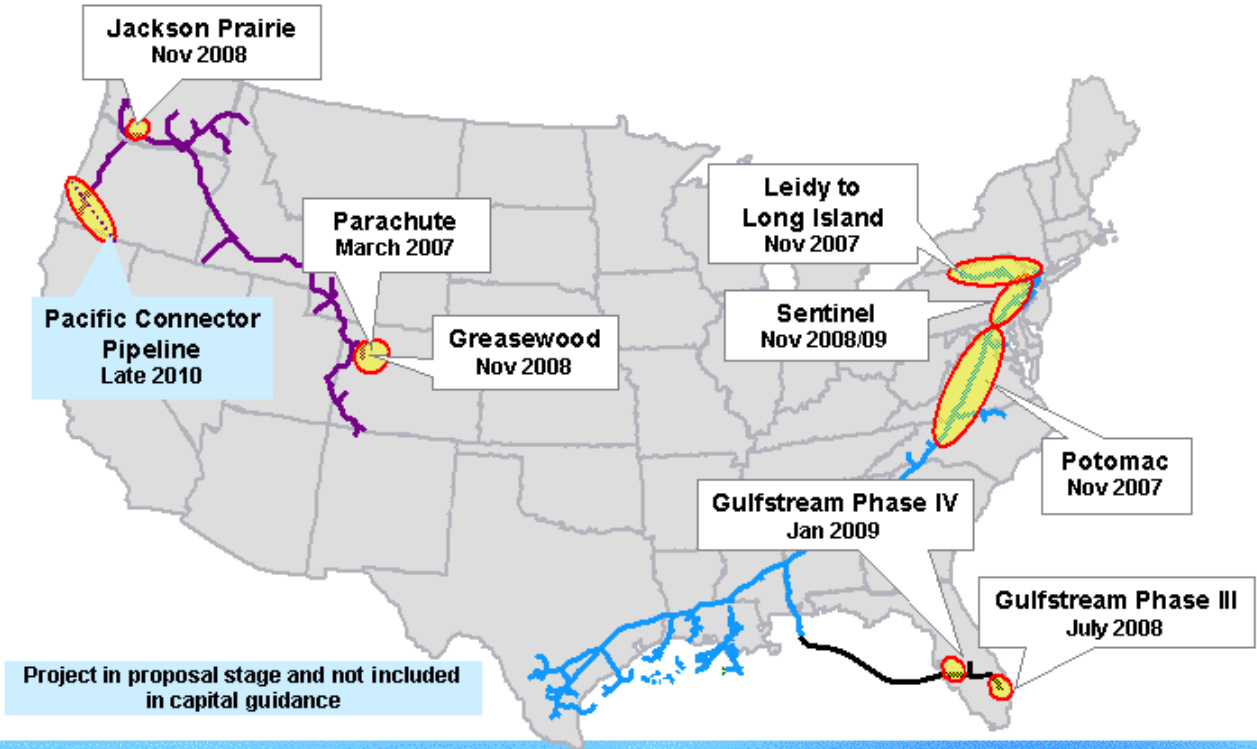 Jackson Prairie
Nov 2008
Parachute
March 2007
Leidy to
Long Island
Nov 2007
Pacific Connector
Pipeline
Late 2010
Greasewood
Nov 2008
Sentinel
Nov 2008/09
Potomac
Nov 2007
Gulfstream Phase IV
Jan 2009
Gulfstream Phase III
July 2008
Project in proposal stage and not included
in capital guidance